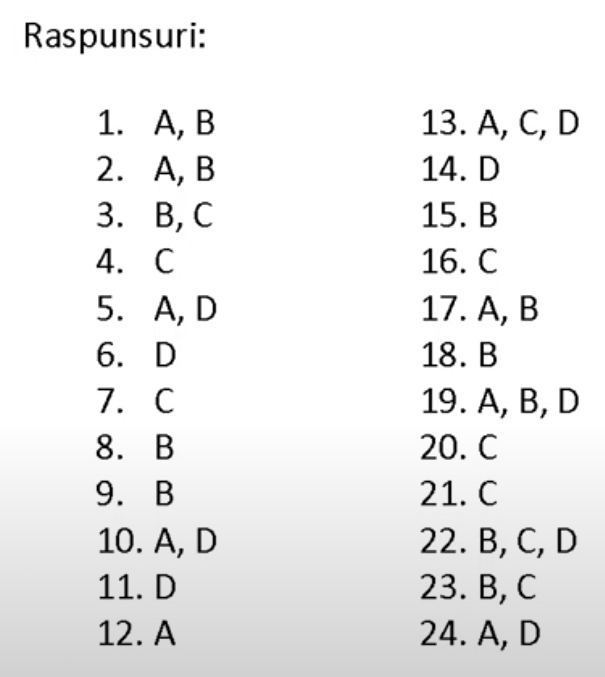 Raspunsuri:
1. A, B
2. A, B
3. B, C
4. C
5. A, D
6. D
7. C
8. B
9. B
10. A, D
11. D
12. A
13. A, C, D
14. D
15. B
16. C
17. A, B
18. B
19. A, B, D
20. C
21. C
22. B, C, D
23. B, C
24. A, D